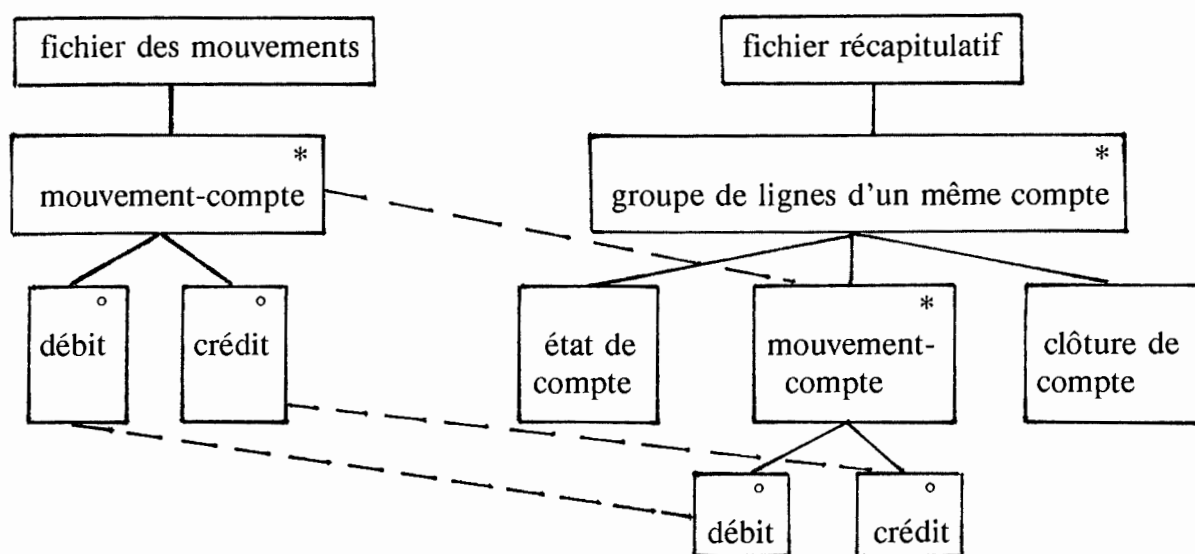 fichier des mouvements
fichier récapitulatif
*
mouvement-compte
*
groupe de lignes d'un même compte
débit
crédit
état de
compte
*
mouvement-
compte
clôture de
compte
débit
crédit